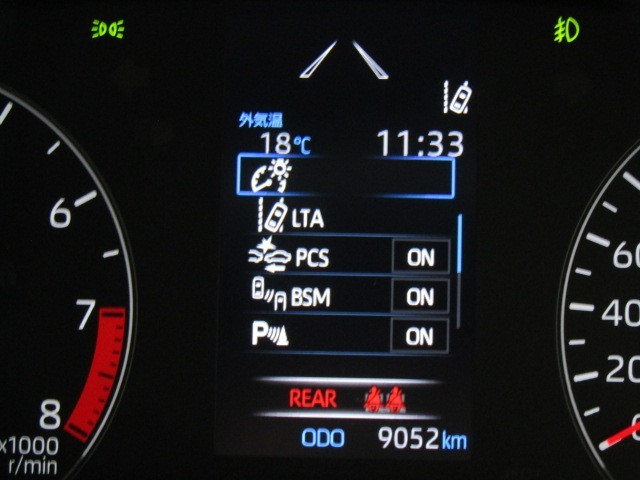 外気温
18℃ 11:33
LTA
PCS ON
BSM ON
P ON
REAR
ODO 9052km
6
7
8
x1000
r/min
60
40
20